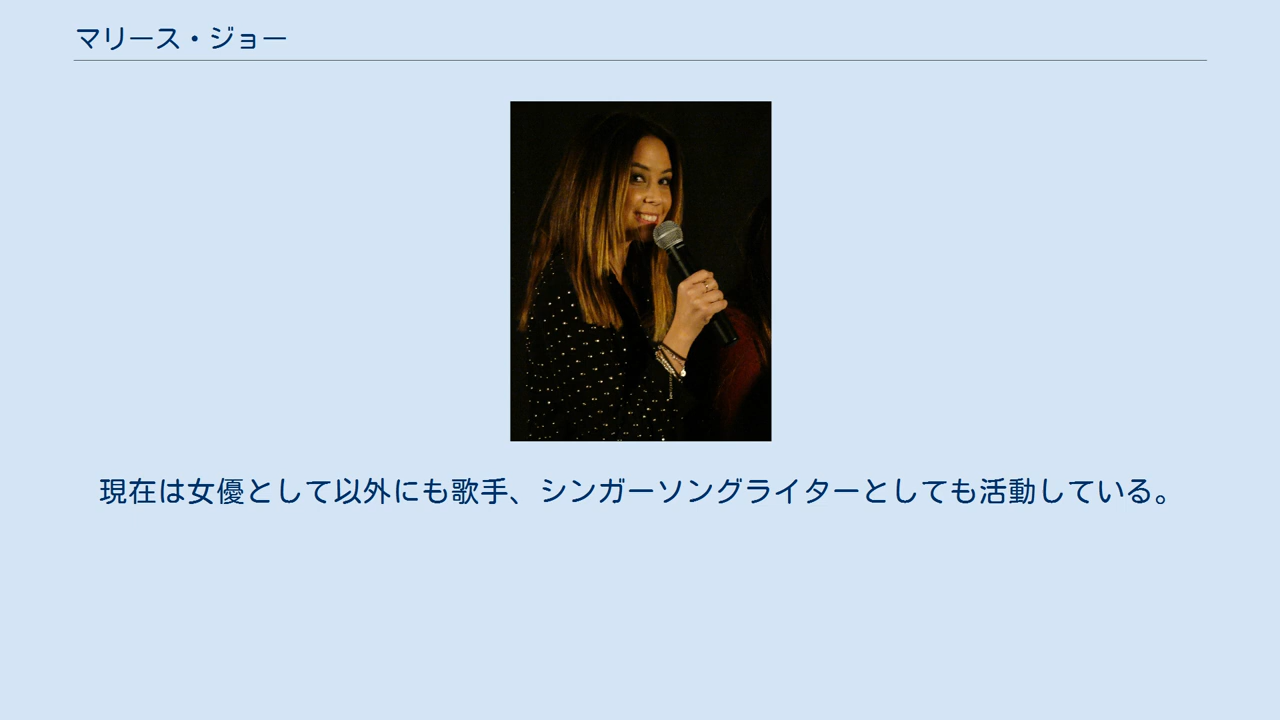 マリース・ジョー
現在は女優として以外にも歌手、シンガーソングライターとしても活動している。